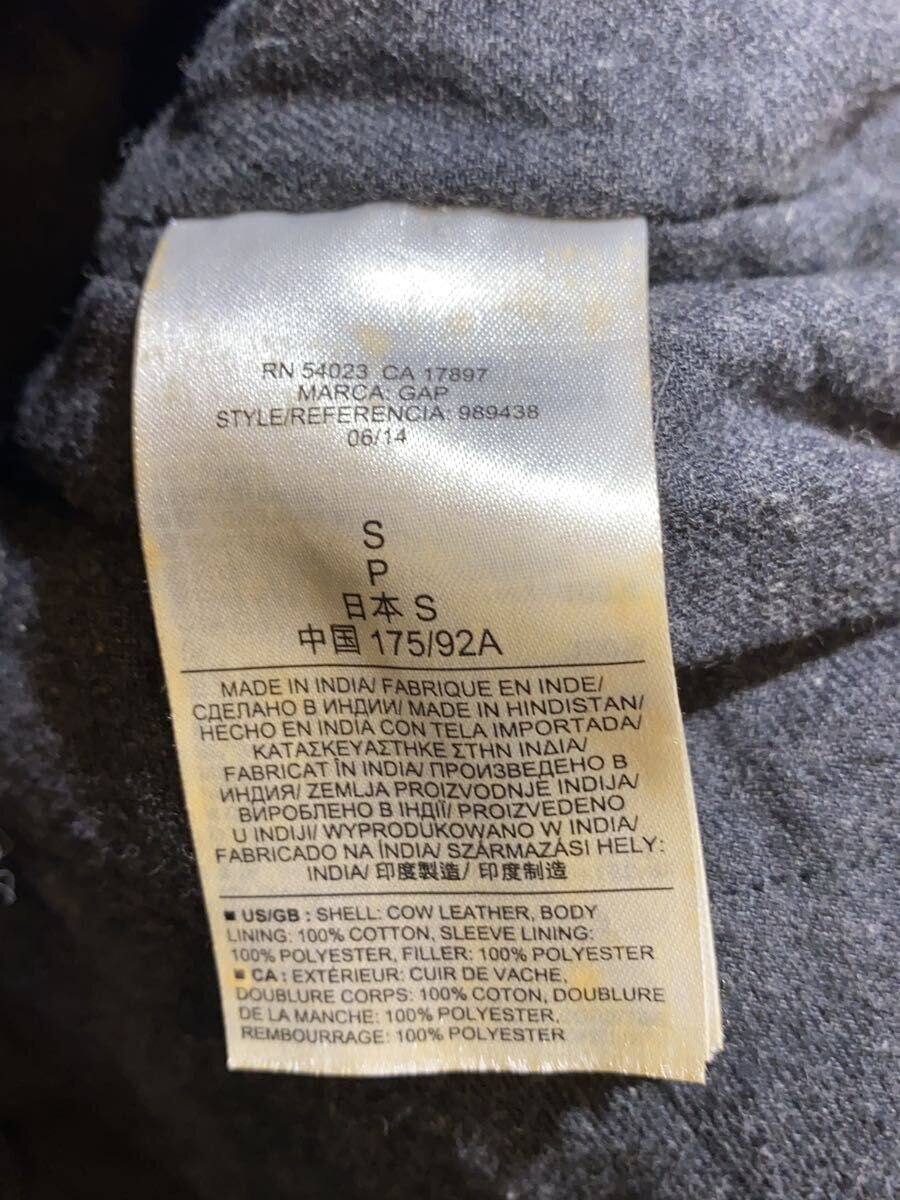 RN 54023 CA 17897
MARCA: GAP
STYLE/REFERENCIA: 989438
06/14
S
P
日本 S
中国 175/92A
MADE IN INDIA/ FABRIQUE EN INDE/
СДЕЛАНО В ИНДИИ/ MADE IN HINDISTAN/
HECHO EN INDIA CON TELA IMPORTADA/
ΚΑΤΑΣΚΕΥΑΣΤΗΚΕ ΣΤΗΝ ΙΝΔΙΑ/
FABRICAT ÎN INDIA/ ПРОИЗВЕДЕНО В
ИНДИЯ/ ZEMLJA PROIZVODNJE INDIJA/
ВИРОБЛЕНО В ІНДІЇ/ PROIZVEDENO
U INDIJI/ WYPRODUKOWANO W INDIA/
FABRICADO NA ÍNDIA/ SZÁRMAZÁSI HELY:
INDIA/ 印度製造/ 印度制造
■ US/GB : SHELL: COW LEATHER, BODY
LINING: 100% COTTON, SLEEVE LINING:
100% POLYESTER, FILLER: 100% POLYESTER
■ CA : EXTÉRIEUR: CUIR DE VACHE,
DOUBLURE CORPS: 100% COTON, DOUBLURE
DE LA MANCHE: 100% POLYESTER,
REMBOURRAGE: 100% POLYESTER